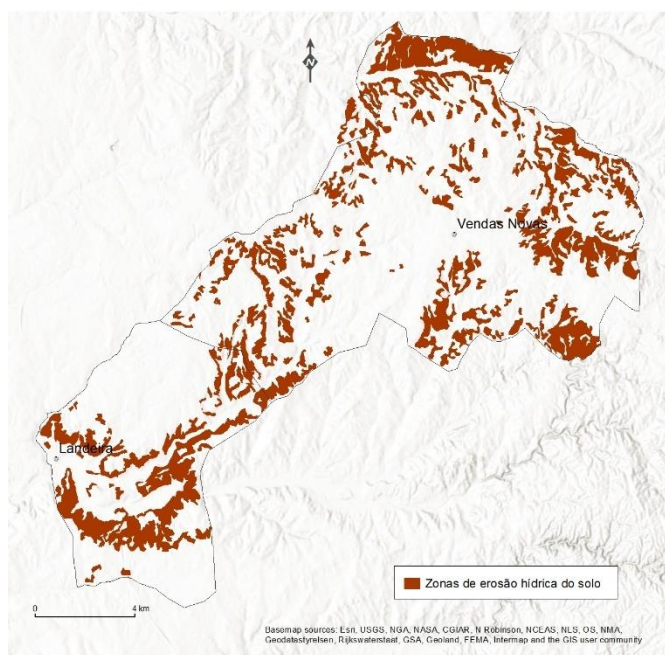 N
Vendas Novas
Landeira
Zonas de erosão hídrica do solo
0 4 km
Basemap sources: Esri, USGS, NGA, NASA, CGIAR, N Robinson, NCEAS, NLS, OS, NMA,
Geodatastyrelsen, Rijkswaterstaat, GSA, Geoland, FEMA, Intermap and the GIS user community